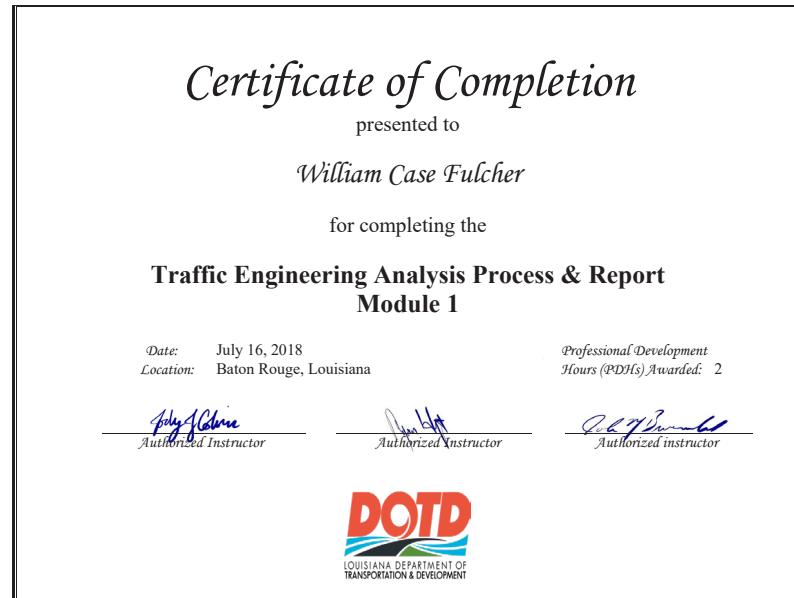 Certificate of Completion
presented to
William Case Fulcher
for completing the
Traffic Engineering Analysis Process & Report
Module 1
Date: July 16, 2018
Location: Baton Rouge, Louisiana
Professional Development
Hours (PDHs) Awarded: 2
Authorized Instructor
Authorized Instructor
Authorized instructor
DOTD
LOUISIANA DEPARTMENT OF
TRANSPORTATION & DEVELOPMENT